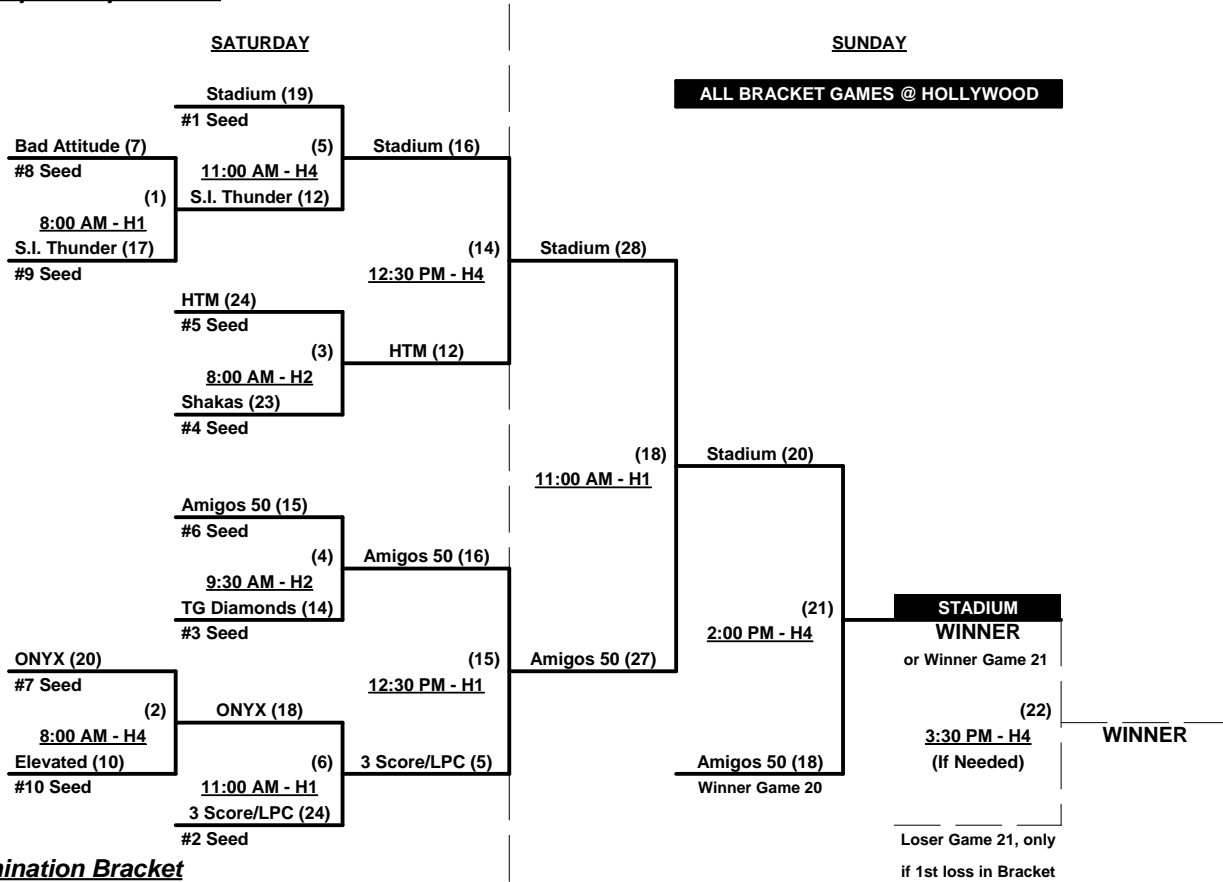 SATURDAY
SUNDAY
ALL BRACKET GAMES @ HOLLYWOOD
Stadium (19)
#1 Seed
Bad Attitude (7)
#8 Seed
(5)
11:00 AM - H4
Stadium (16)
(1)
8:00 AM - H1
S.I. Thunder (12)
S.I. Thunder (17)
#9 Seed
(14)
12:30 PM - H4
Stadium (28)
HTM (24)
#5 Seed
(3)
8:00 AM - H2
HTM (12)
Shakas (23)
#4 Seed
(18)
11:00 AM - H1
Stadium (20)
Amigos 50 (15)
#6 Seed
(4)
9:30 AM - H2
Amigos 50 (16)
TG Diamonds (14)
#3 Seed
(21)
2:00 PM - H4
STADIUM
WINNER
or Winner Game 21
ONYX (20)
#7 Seed
(15)
12:30 PM - H1
Amigos 50 (27)
(2)
8:00 AM - H4
ONYX (18)
(22)
3:30 PM - H4
(If Needed)
WINNER
Elevated (10)
#10 Seed
(6)
11:00 AM - H1
3 Score/LPC (5)
Amigos 50 (18)
Winner Game 20
3 Score/LPC (24)
#2 Seed
Loser Game 21, only
if 1st loss in Bracket
mination Bracket